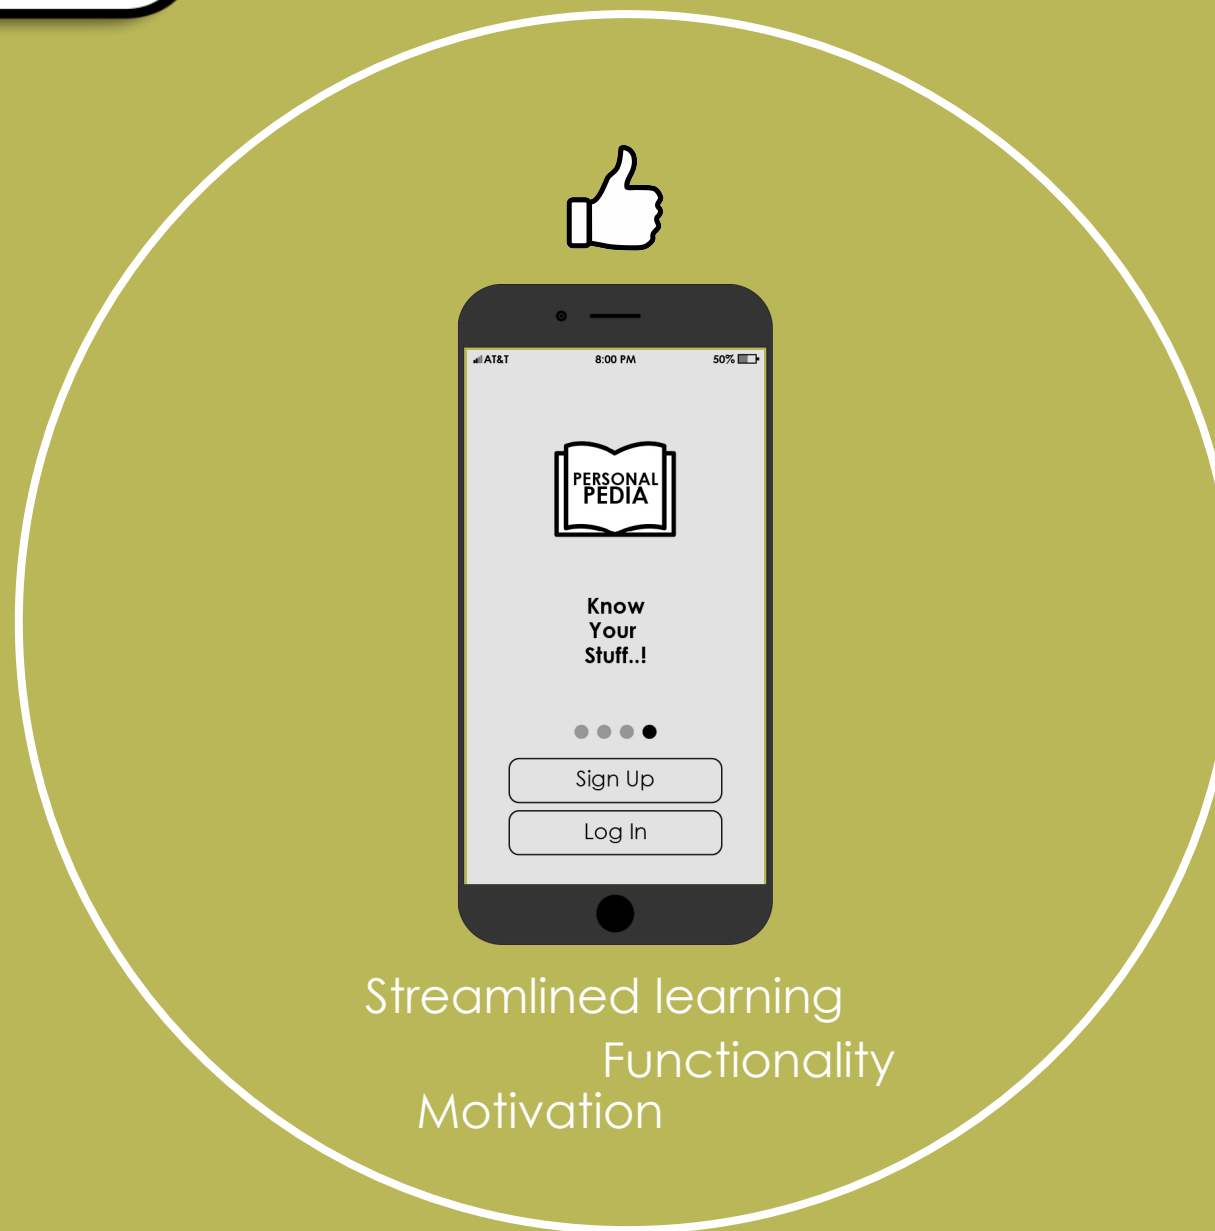 AT&T 8:00 PM 50%
PERSONAL
PEDIA
Know
Your
Stuff..!
Sign Up
Log In
Streamlined learning
Functionality
Motivation